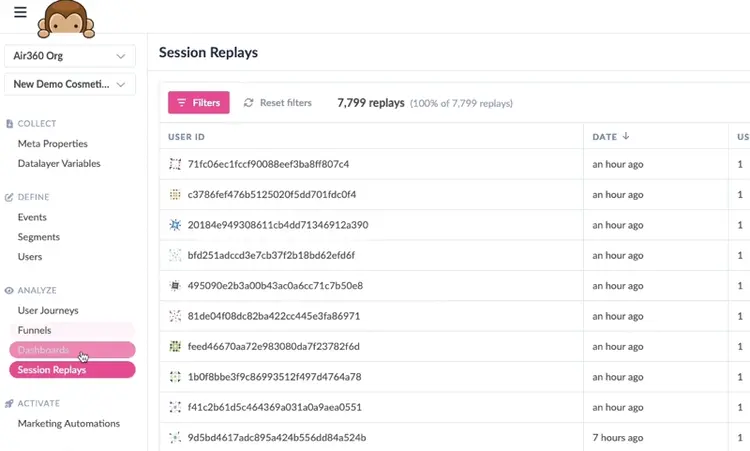 Air360 Org
New Demo Cosmeti...
COLLECT
Meta Properties
Datalayer Variables
DEFINE
Events
Segments
Users
ANALYZE
User Journeys
Funnels
Dashboards
Session Replays
ACTIVATE
Marketing Automations
Session Replays
Filters Reset filters 7,799 replays (100% of 7,799 replays)
USER ID DATE ↓ US
71fc06ec1fccf90088eef3ba8ff807c4 an hour ago 1
c3786fef476b5125020f5dd701fdc0f4 an hour ago 1
20184e949308611cb4dd71346912a390 an hour ago 1
bfd251adccd3e7cb37f2b18bd62efd6f an hour ago 1
495090e2b3a00b43ac0a6cc71c7b50e8 an hour ago 1
81de04f08dc82ba422cc445e3fa86971 an hour ago 1
feed46670aa72e983080da7f23782f6d an hour ago 1
1b0f8bbe3f9c86993512f497d4764a78 an hour ago 1
f41c2b61d5c464369a031a0a9aea0551 an hour ago 1
9d5bd4617adc895a424b556dd84a524b 7 hours ago 1